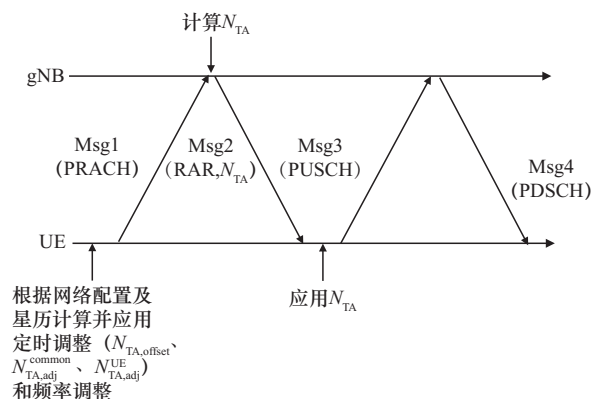 计算N_TA
gNB
Msg1
(PRACH)
Msg2
(RAR,N_TA)
Msg3
(PUSCH)
Msg4
(PDSCH)
UE
根据网络配置及
星历计算并应用
定时调整（N_TA,offset、
N_TA,adj^common、N_TA,adj^UE）
和频率调整
应用N_TA